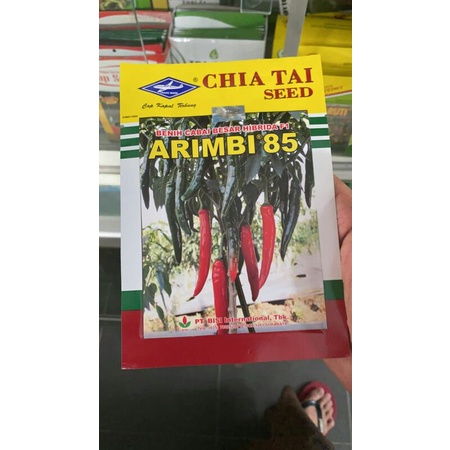 CHIA TAI
SEED
Cap Kapal Terbang
BENIH CABAI BESAR HIBRIDA F1
ARIMBI 85
PT. BISI International, Tbk.